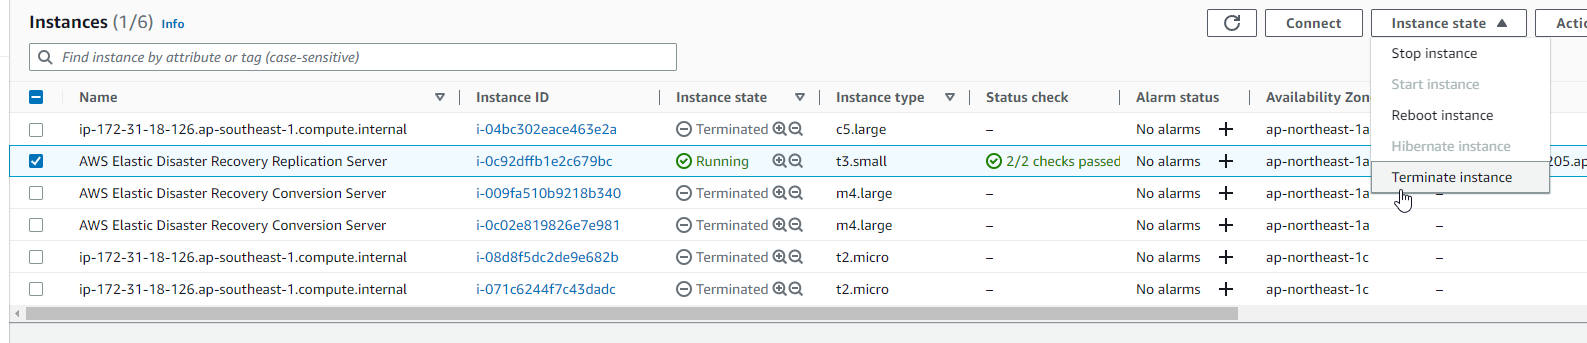 Instances (1/6) Info Connect Instance state Actio
Find instance by attribute or tag (case-sensitive)
Stop instance
Start instance
Reboot instance
Hibernate instance
Terminate instance
Name Instance ID Instance state Instance type Status check Alarm status Availability Zon
ip-172-31-18-126.ap-southeast-1.compute.internal i-04bc302eace463e2a Terminated c5.large – No alarms + ap-northeast-1a
AWS Elastic Disaster Recovery Replication Server i-0c92dffb1e2c679bc Running t3.small 2/2 checks passed No alarms + ap-northeast-1a 205.ap
AWS Elastic Disaster Recovery Conversion Server i-009fa510b9218b340 Terminated m4.large – No alarms + ap-northeast-1a –
AWS Elastic Disaster Recovery Conversion Server i-0c02e819826e7e981 Terminated m4.large – No alarms + ap-northeast-1a –
ip-172-31-18-126.ap-southeast-1.compute.internal i-08d8f5dc2de9e682b Terminated t2.micro – No alarms + ap-northeast-1c –
ip-172-31-18-126.ap-southeast-1.compute.internal i-071c6244f7c43dadc Terminated t2.micro – No alarms + ap-northeast-1c –